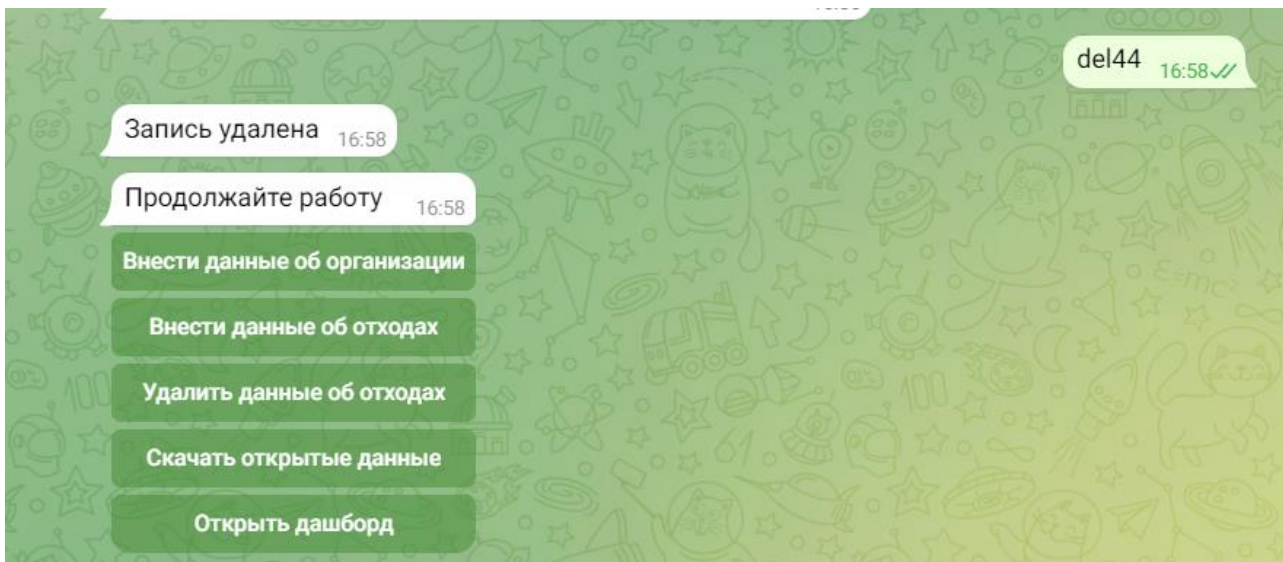 del44 16:58
Запись удалена 16:58
Продолжайте работу 16:58
Внести данные об организации
Внести данные об отходах
Удалить данные об отходах
Скачать открытые данные
Открыть дашборд